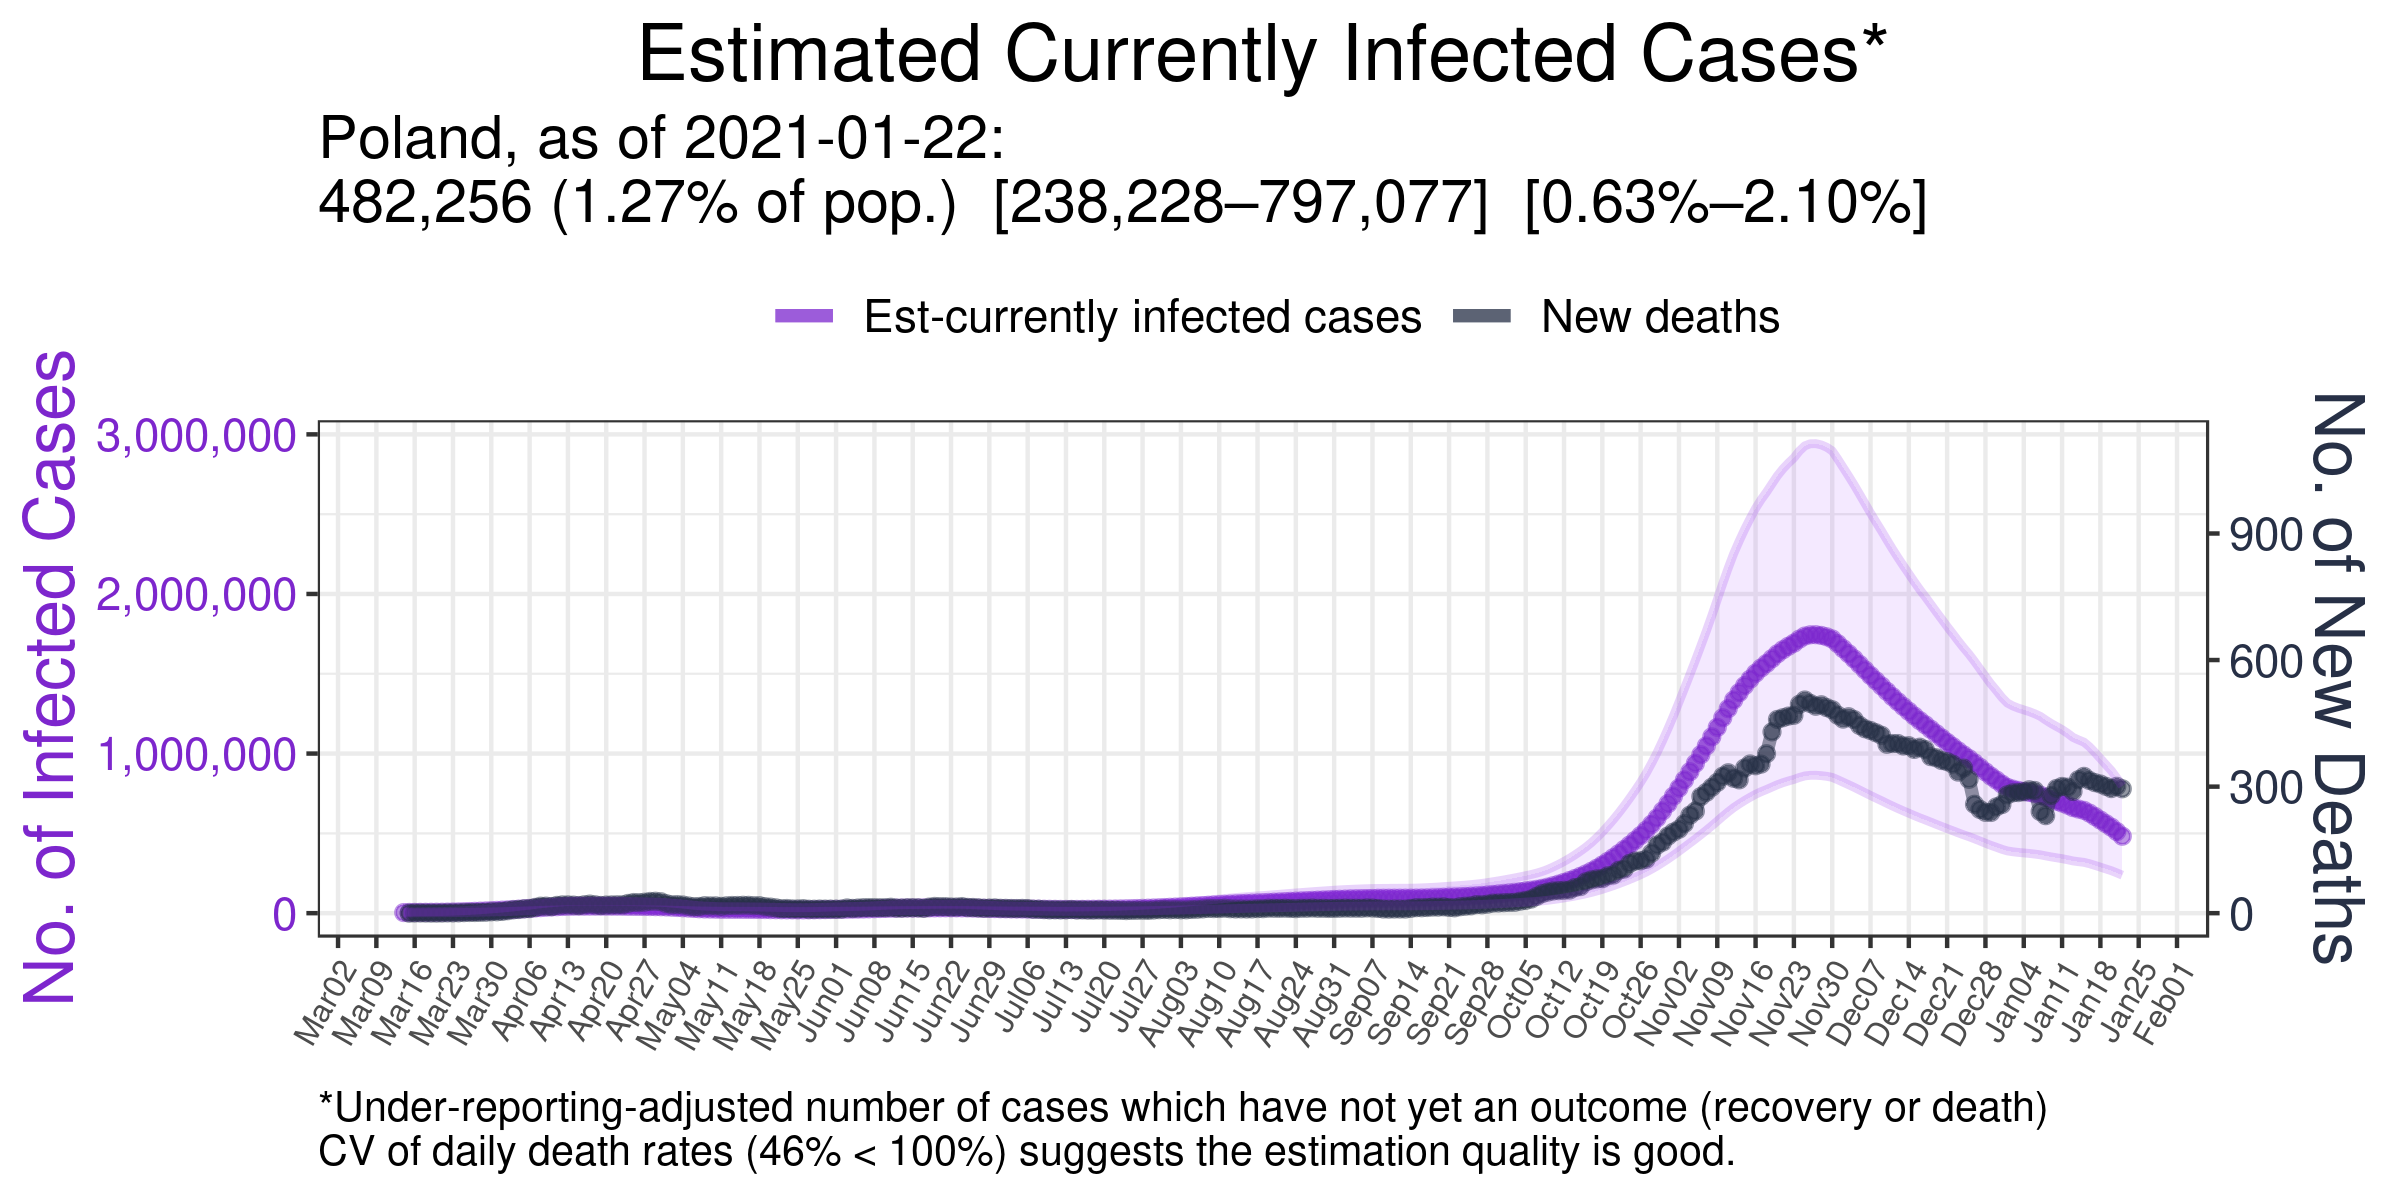 Estimated Currently Infected Cases*
Poland, as of 2021-01-22:
482,256 (1.27% of pop.)  [238,228–797,077]  [0.63%–2.10%]
Est-currently infected cases
New deaths
No. of Infected Cases
3,000,000
2,000,000
1,000,000
0
No. of New Deaths
900
600
300
0
Mar02
Mar09
Mar16
Mar23
Mar30
Apr06
Apr13
Apr20
Apr27
May04
May11
May18
May25
Jun01
Jun08
Jun15
Jun22
Jun29
Jul06
Jul13
Jul20
Jul27
Aug03
Aug10
Aug17
Aug24
Aug31
Sep07
Sep14
Sep21
Sep28
Oct05
Oct12
Oct19
Oct26
Nov02
Nov09
Nov16
Nov23
Nov30
Dec07
Dec14
Dec21
Dec28
Jan04
Jan11
Jan18
Jan25
Feb01
*Under-reporting-adjusted number of cases which have not yet an outcome (recovery or death)
CV of daily death rates (46% < 100%) suggests the estimation quality is good.